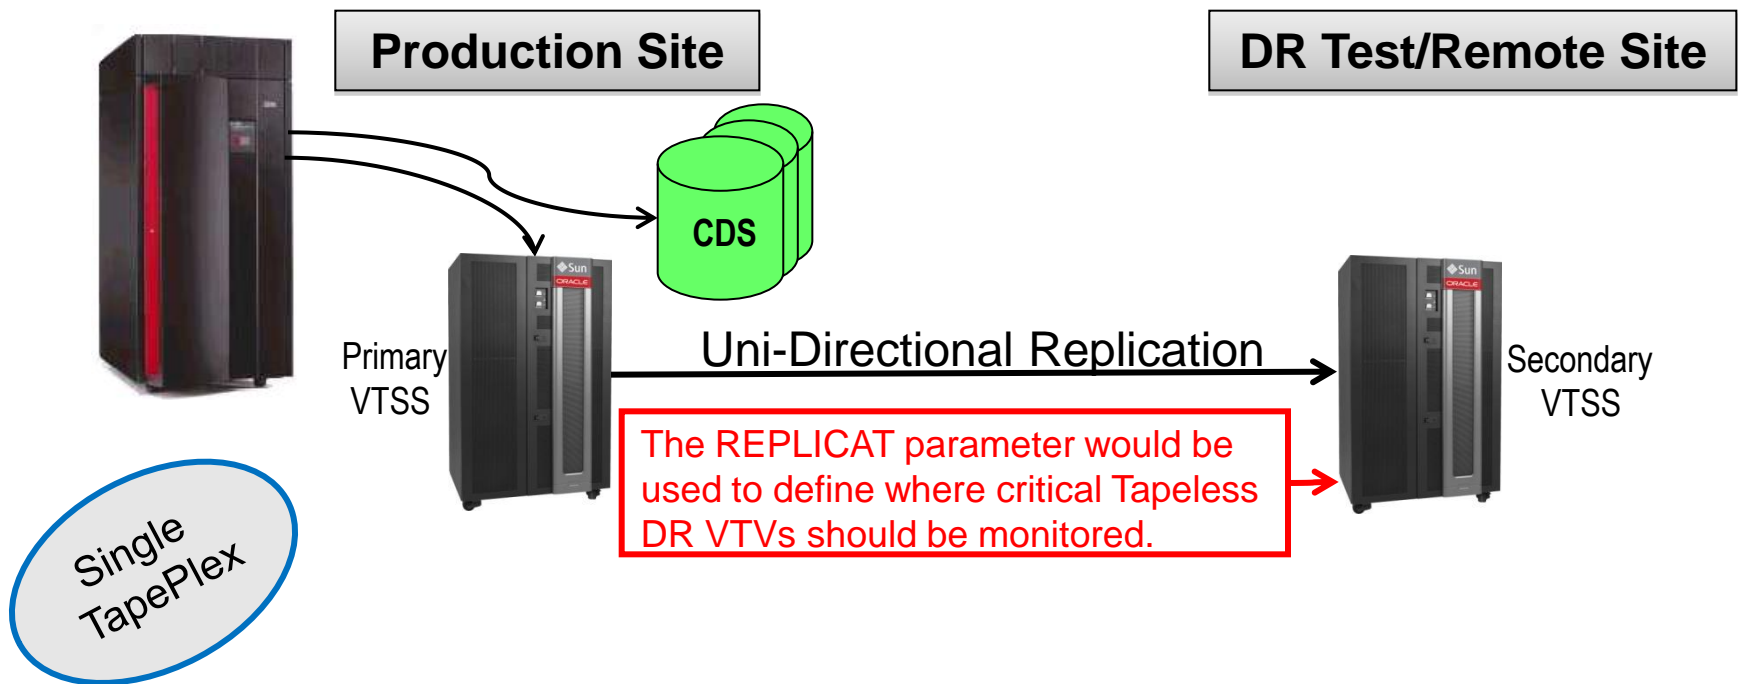 Production Site
DR Test/Remote Site
CDS
Sun
ORACLE
Sun
ORACLE
Primary
VTSS
Uni-Directional Replication
Secondary
VTSS
The REPLICAT parameter would be
used to define where critical Tapeless
DR VTVs should be monitored.
Single
TapePlex